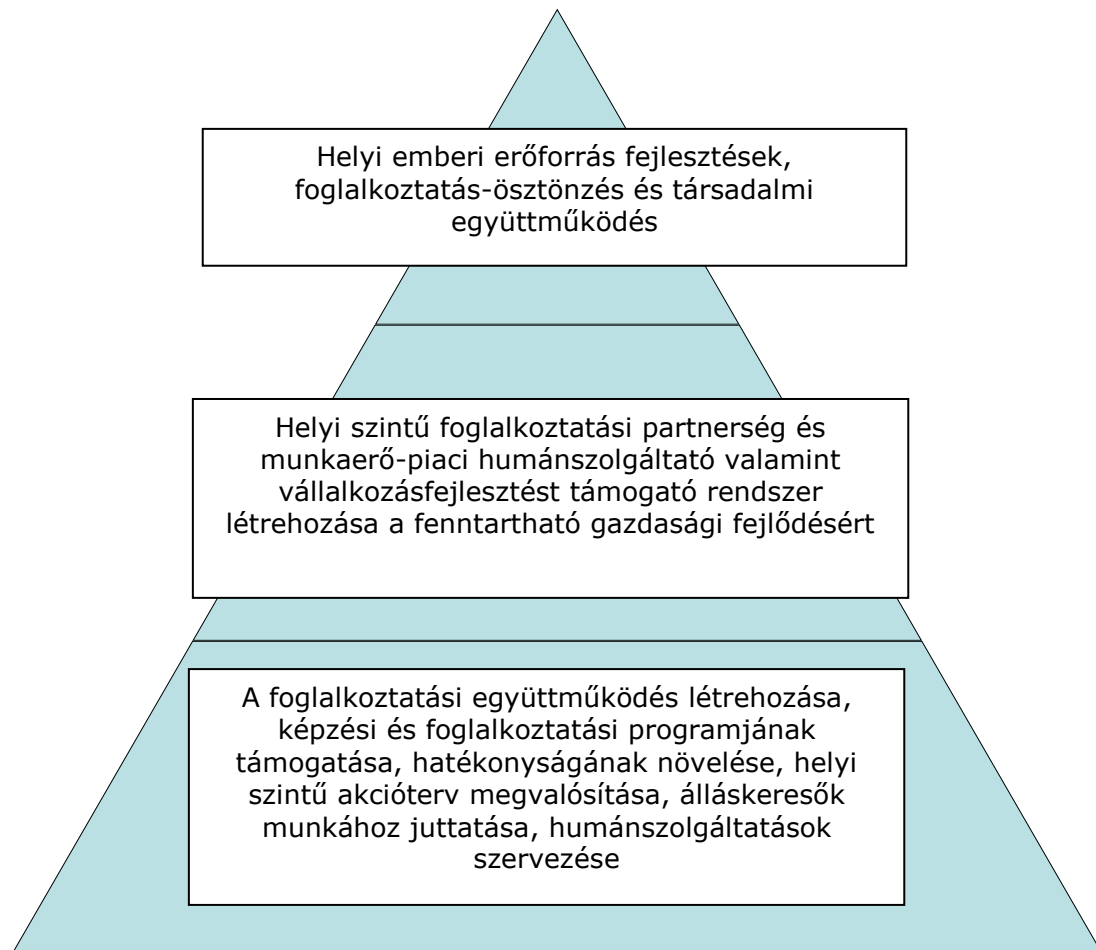 Helyi emberi erőforrás fejlesztések,
foglalkoztatás-ösztönzés és társadalmi
együttműködés
Helyi szintű foglalkoztatási partnerség és
munkaerő-piaci humánszolgáltató valamint
vállalkozásfejlesztést támogató rendszer
létrehozása a fenntartható gazdasági fejlődésért
A foglalkoztatási együttműködés létrehozása,
képzési és foglalkoztatási programjának
támogatása, hatékonyságának növelése, helyi
szintű akcióterv megvalósítása, álláskeresők
munkához juttatása, humánszolgáltatások
szervezése